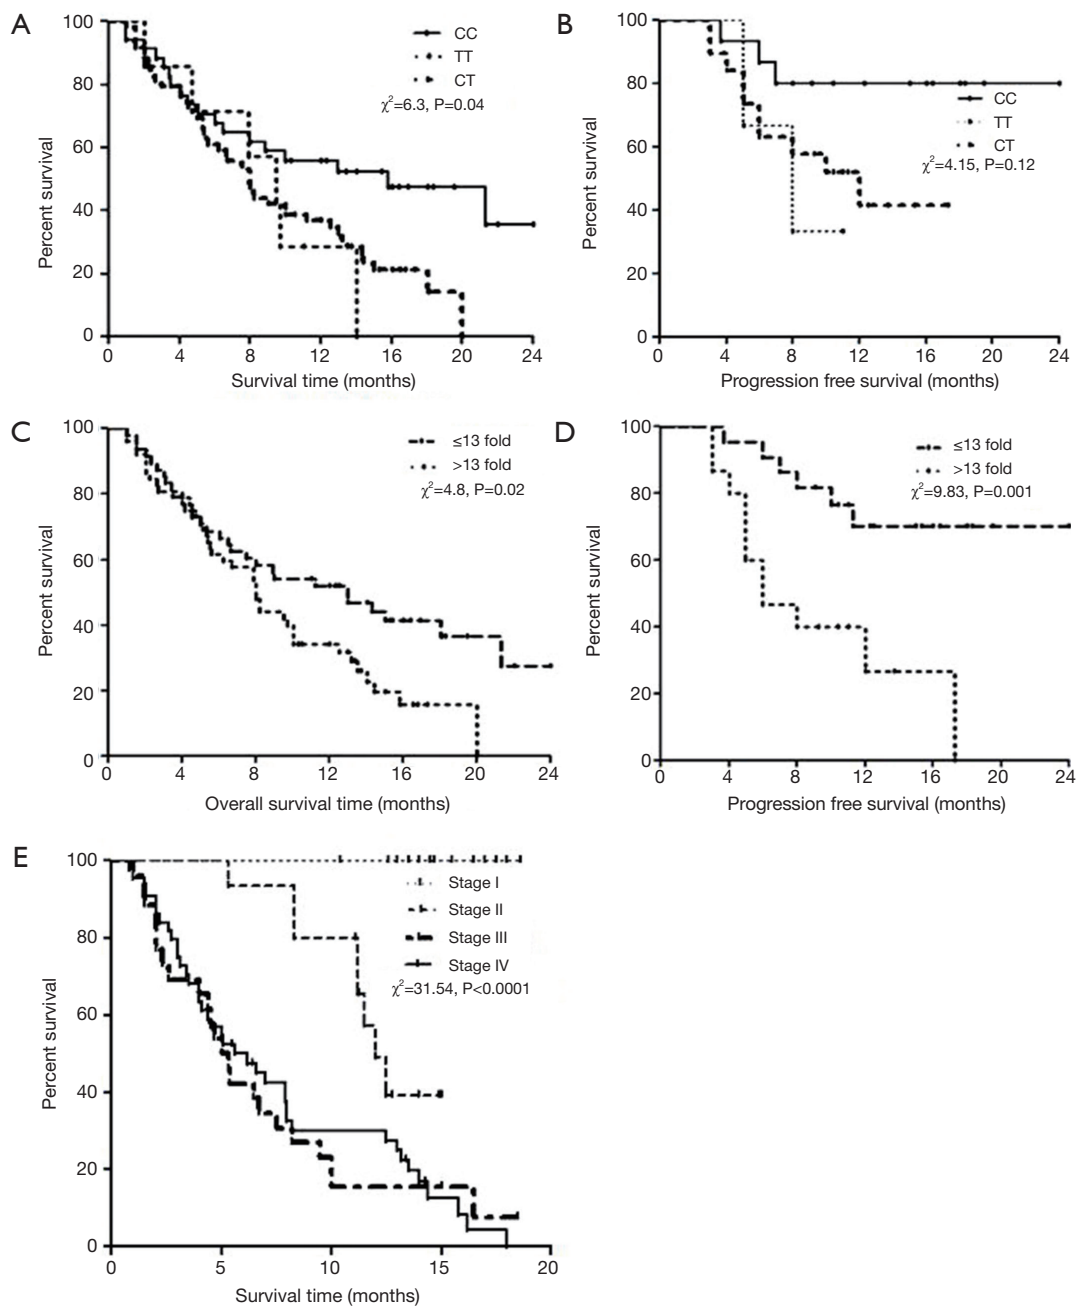 A
Percent survival
100
80
60
40
20
0
0 4 8 12 16 20 24
Survival time (months)
CC
TT
CT
χ²=6.3, P=0.04
B
Percent survival
100
80
60
40
20
0
0 4 8 12 16 20 24
Progression free survival (months)
CC
TT
CT
χ²=4.15, P=0.12
C
Percent survival
100
80
60
40
20
0
0 4 8 12 16 20 24
Overall survival time (months)
≤13 fold
>13 fold
χ²=4.8, P=0.02
D
Percent survival
100
80
60
40
20
0
0 4 8 12 16 20 24
Progression free survival (months)
≤13 fold
>13 fold
χ²=9.83, P=0.001
E
Percent survival
100
80
60
40
20
0
0 5 10 15 20
Survival time (months)
Stage I
Stage II
Stage III
Stage IV
χ²=31.54, P<0.0001